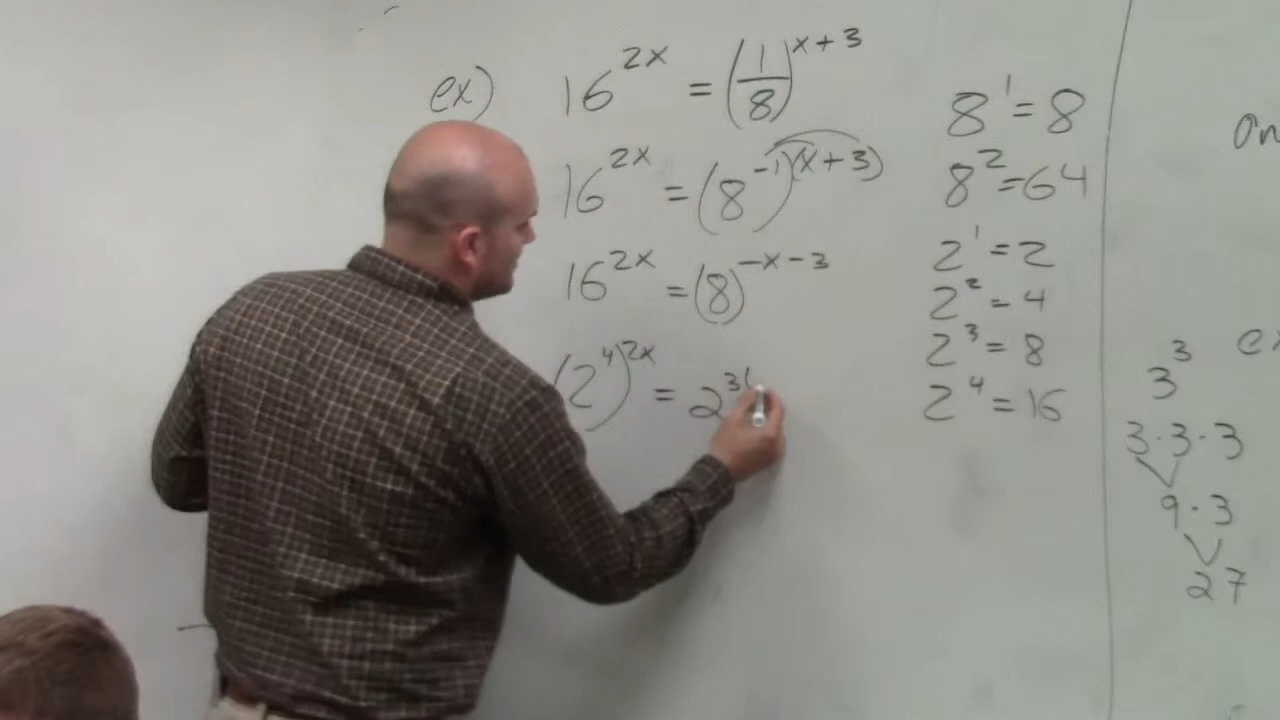 ex) 16^{2x} = (1/8)^{x+3}
16^{2x} = (8^{-1})^{(x+3)}
16^{2x} = (8)^{-x-3}
(2^4)^{2x} = 2^{3(
8^1 = 8
8^2 = 64
2^1 = 2
2^2 = 4
2^3 = 8
2^4 = 16
3^3
3·3·3
9·3
27